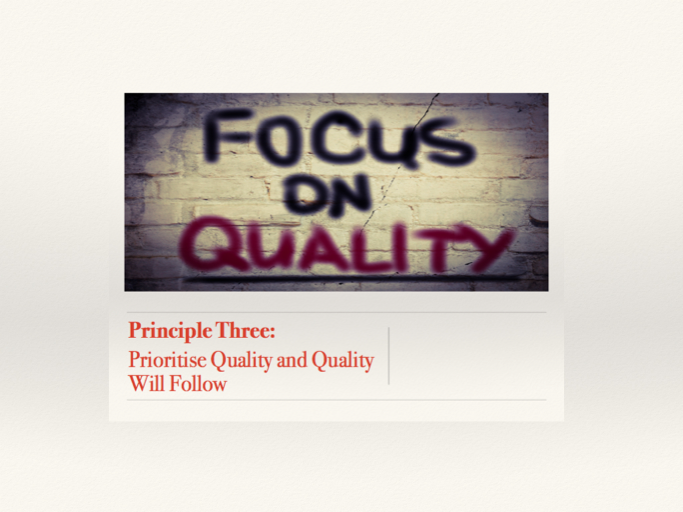 FOCUS
ON
QUALITY
Principle Three:
Prioritise Quality and Quality
Will Follow